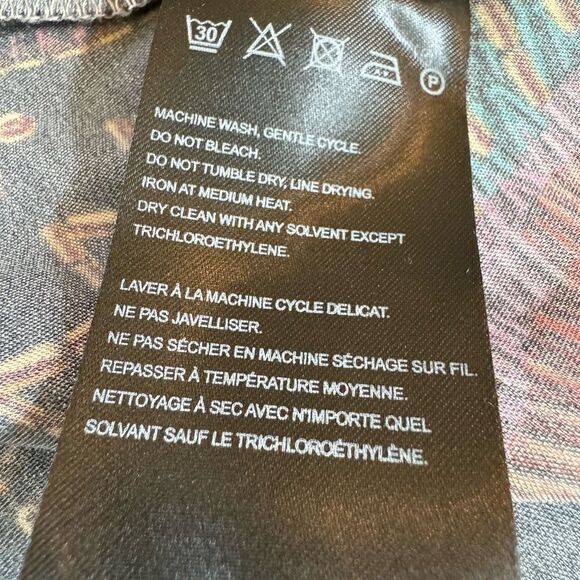 30 P
MACHINE WASH, GENTLE CYCLE.
DO NOT BLEACH.
DO NOT TUMBLE DRY, LINE DRYING.
IRON AT MEDIUM HEAT.
DRY CLEAN WITH ANY SOLVENT EXCEPT
TRICHLOROETHYLENE.
LAVER À LA MACHINE CYCLE DELICAT.
NE PAS JAVELLISER.
NE PAS SÉCHER EN MACHINE SÉCHAGE SUR FIL.
REPASSER À TEMPÉRATURE MOYENNE.
NETTOYAGE À SEC AVEC N'IMPORTE QUEL
SOLVANT SAUF LE TRICHLOROÉTHYLÈNE.